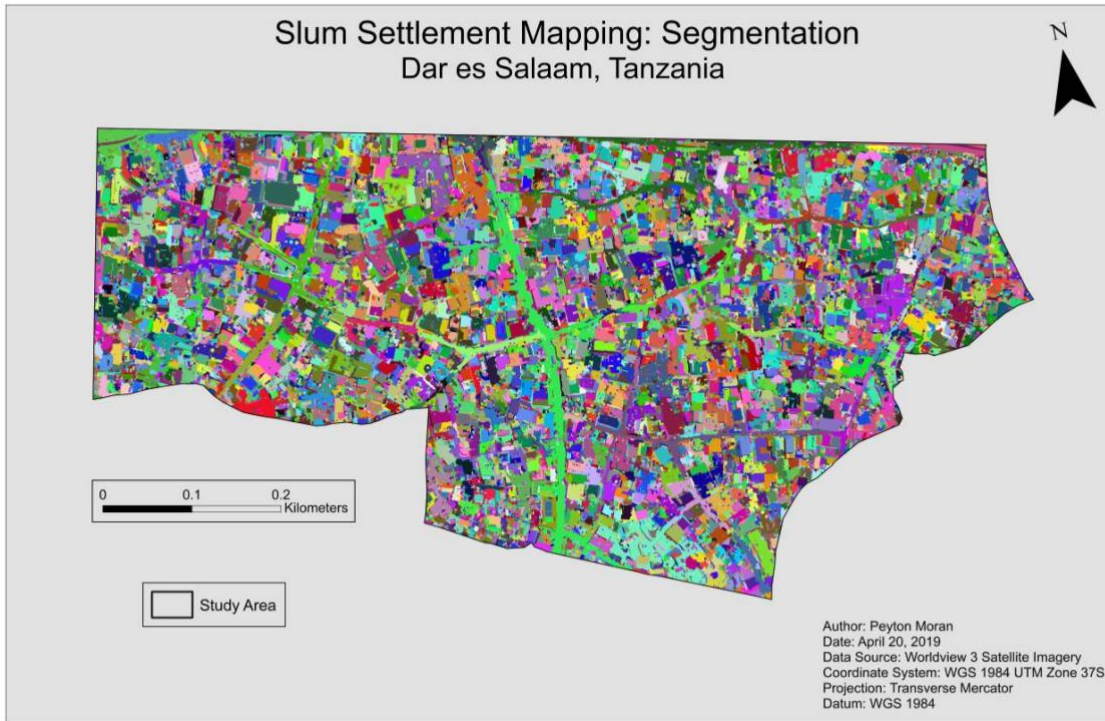 Slum Settlement Mapping: Segmentation
Dar es Salaam, Tanzania
N
0 0.1 0.2
Kilometers
Study Area
Author: Peyton Moran
Date: April 20, 2019
Data Source: Worldview 3 Satellite Imagery
Coordinate System: WGS 1984 UTM Zone 37S
Projection: Transverse Mercator
Datum: WGS 1984